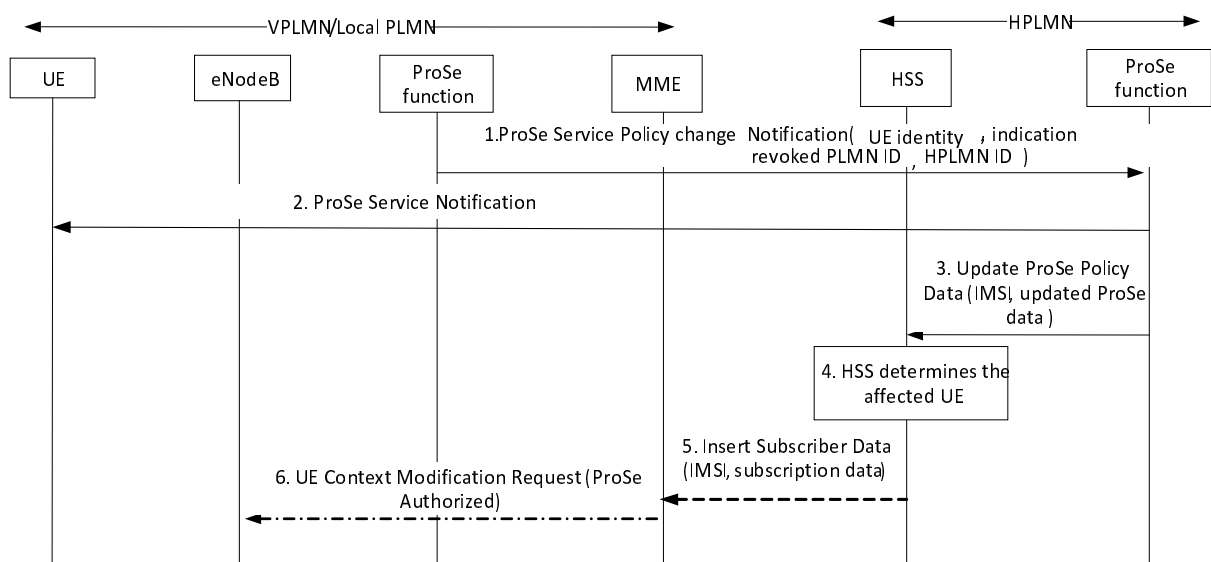 VPLMN/Local PLMN
HPLMN
UE
eNodeB
ProSe
function
MME
HSS
ProSe
function
1.ProSe Service Policy change Notification( UE identity , indication
revoked PLMN ID , HPLMN ID )
2. ProSe Service Notification
3. Update ProSe Policy
Data (IMSI, updated ProSe
data )
4. HSS determines the
affected UE
5. Insert Subscriber Data
(IMSI, subscription data)
6. UE Context Modification Request (ProSe
Authorized)